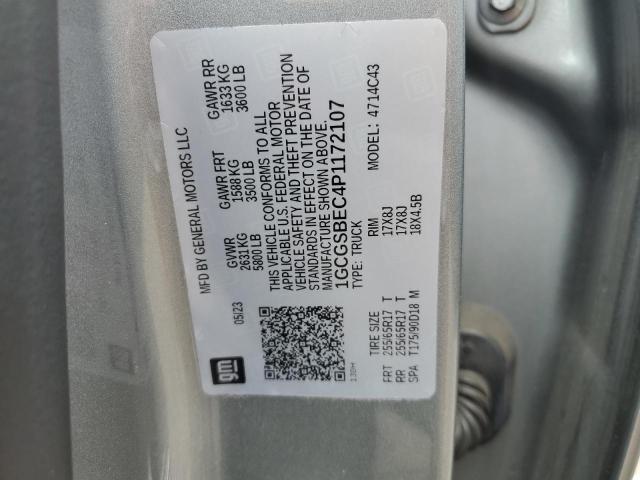 MFD BY GENERAL MOTORS LLC
05/23
GVWR GAWR FRT GAWR RR
2631 KG 1588 KG 1633 KG
5800 LB 3500 LB 3600 LB
THIS VEHICLE CONFORMS TO ALL
APPLICABLE U.S. FEDERAL MOTOR
VEHICLE SAFETY AND THEFT PREVENTION
STANDARDS IN EFFECT ON THE DATE OF
MANUFACTURE SHOWN ABOVE.
1GCGSBEC4P1172107
TYPE: TRUCK MODEL: 4714C43
gm
130H
TIRE SIZE RIM
FRT 255/65R17 T 17X8J
RR 255/65R17 T 17X8J
SPA T175/90D18 M 18X4.5B